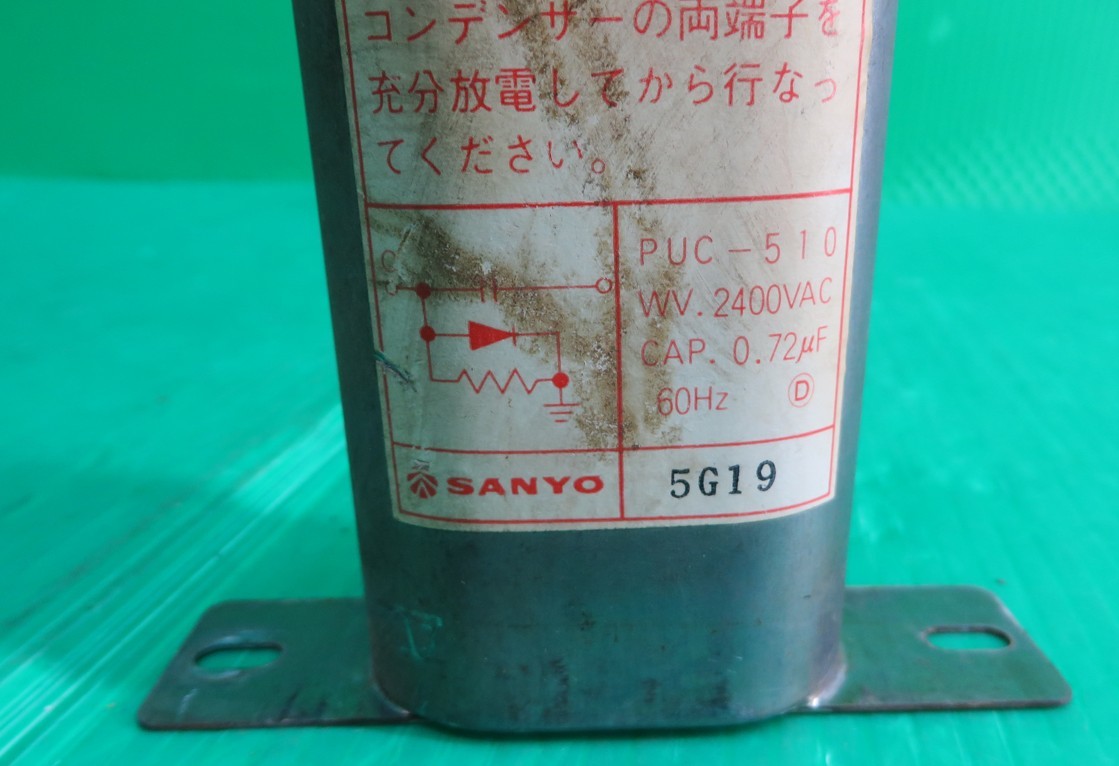 コンデンサーの両端子を
充分放電してから行なっ
てください。
PUC-510
WV. 2400VAC
CAP. 0.72μF
60Hz Ⓓ
SANYO
5G19